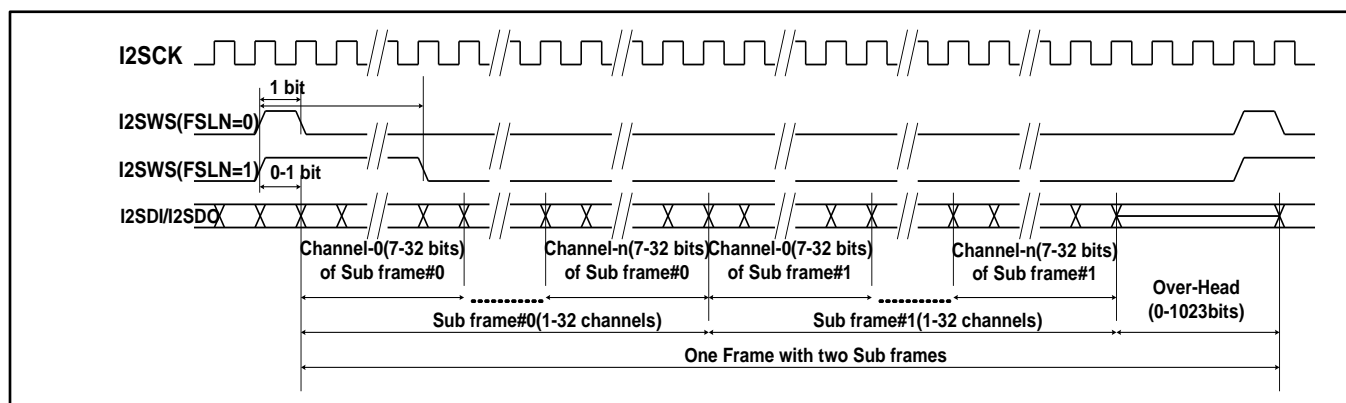 I2SCK
1 bit
I2SWS(FSLN=0)
I2SWS(FSLN=1)
0-1 bit
I2SDI/I2SDO
Channel-0(7-32 bits)
of Sub frame#0
Channel-n(7-32 bits)
of Sub frame#0
Channel-0(7-32 bits)
of Sub frame#1
Channel-n(7-32 bits)
of Sub frame#1
Over-Head
(0-1023bits)
Sub frame#0(1-32 channels)
Sub frame#1(1-32 channels)
One Frame with two Sub frames